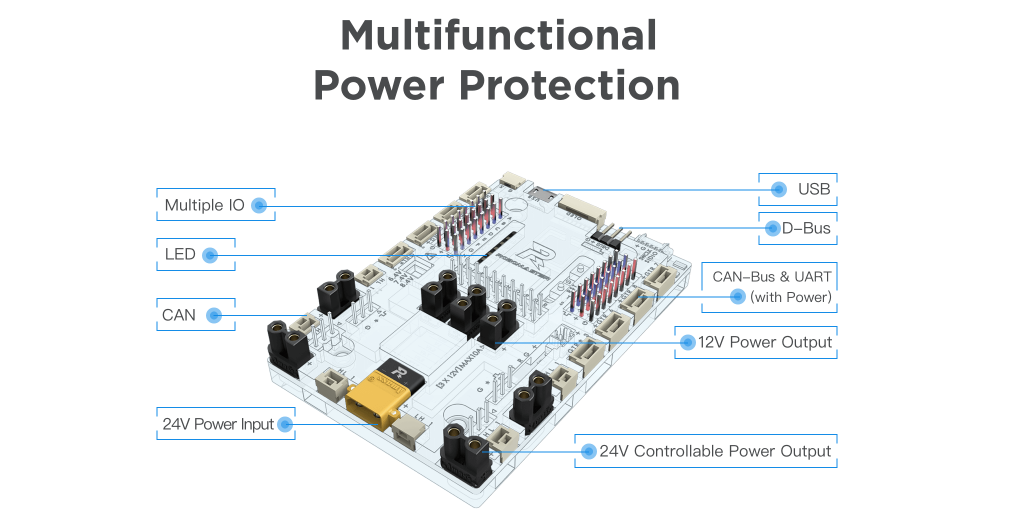 Multifunctional
Power Protection
Multiple IO
USB
D-Bus
LED
CAN-Bus & UART
(with Power)
CAN
12V Power Output
24V Power Input
24V Controllable Power Output